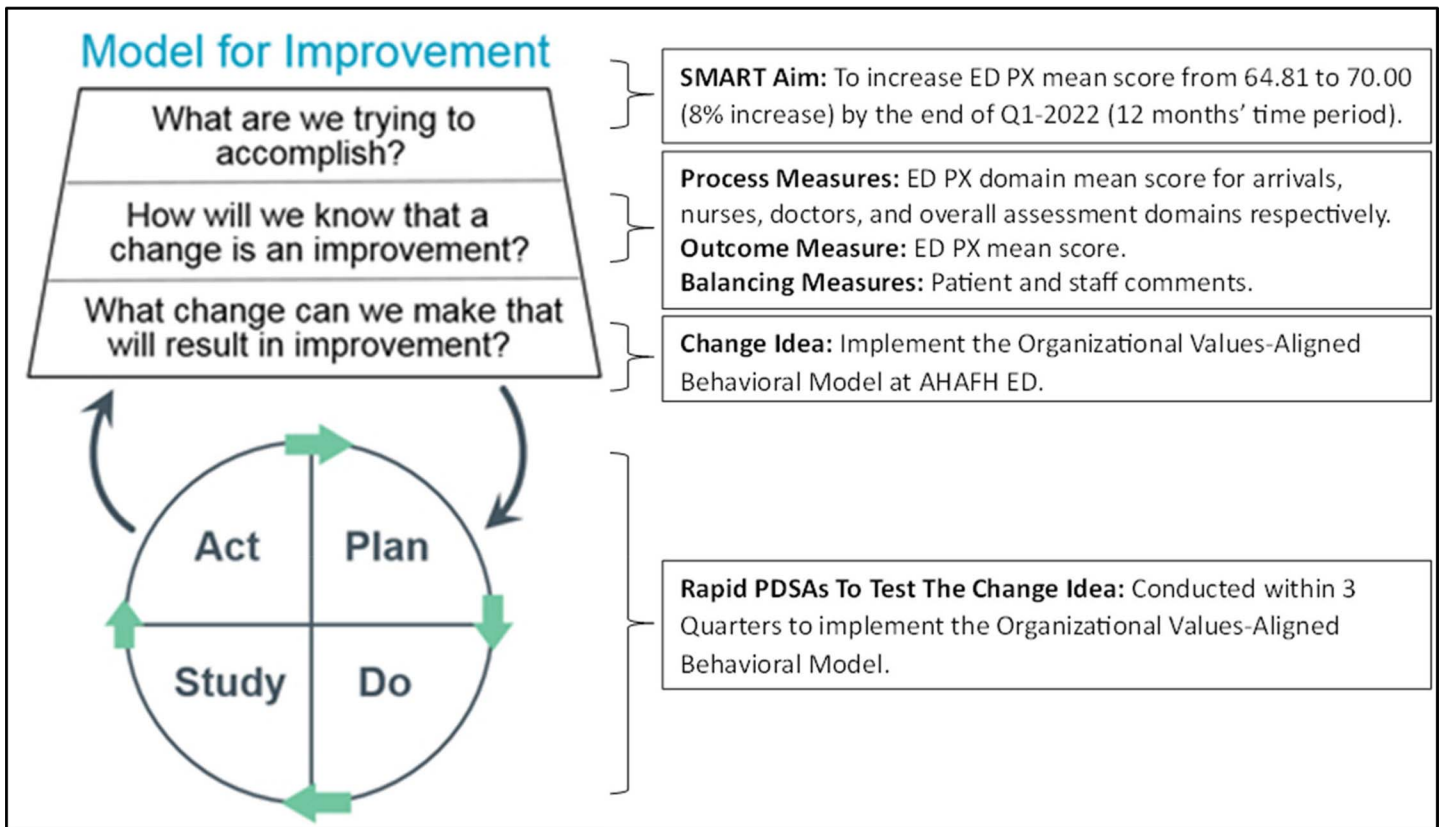 Model for Improvement
What are we trying to
accomplish?
How will we know that a
change is an improvement?
What change can we make that
will result in improvement?
Act
Plan
Study
Do
SMART Aim: To increase ED PX mean score from 64.81 to 70.00
(8% increase) by the end of Q1-2022 (12 months’ time period).
Process Measures: ED PX domain mean score for arrivals,
nurses, doctors, and overall assessment domains respectively.
Outcome Measure: ED PX mean score.
Balancing Measures: Patient and staff comments.
Change Idea: Implement the Organizational Values-Aligned
Behavioral Model at AHAFH ED.
Rapid PDSAs To Test The Change Idea: Conducted within 3
Quarters to implement the Organizational Values-Aligned
Behavioral Model.